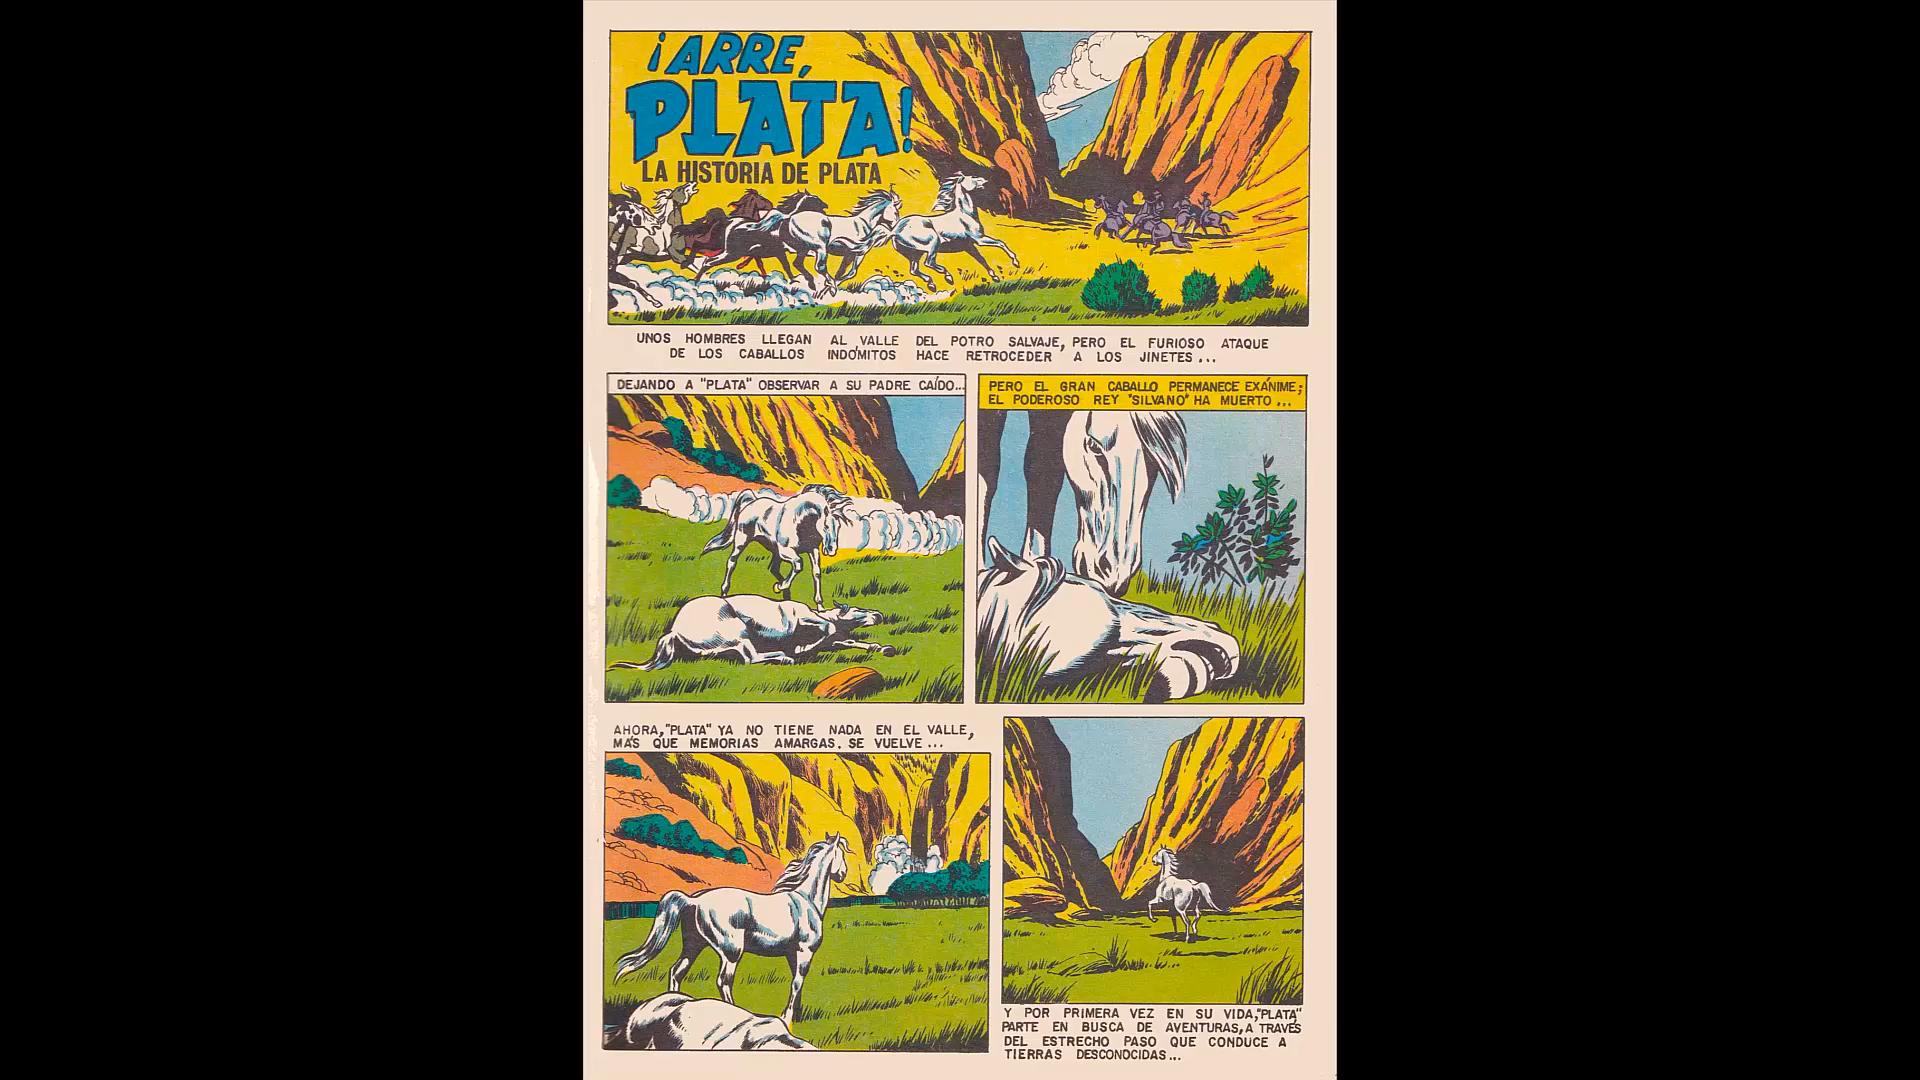 ¡ARRE,
PLATA!
LA HISTORIA DE PLATA
UNOS HOMBRES LLEGAN AL VALLE DEL POTRO SALVAJE, PERO EL FURIOSO ATAQUE
DE LOS CABALLOS INDÓMITOS HACE RETROCEDER A LOS JINETES...
DEJANDO A "PLATA" OBSERVAR A SU PADRE CAÍDO...
PERO EL GRAN CABALLO PERMANECE EXÁNIME;
EL PODEROSO REY "SILVANO" HA MUERTO...
AHORA, "PLATA" YA NO TIENE NADA EN EL VALLE,
MÁS QUE MEMORIAS AMARGAS. SE VUELVE...
Y POR PRIMERA VEZ EN SU VIDA, "PLATA"
PARTE EN BUSCA DE AVENTURAS, A TRAVÉS
DEL ESTRECHO PASO QUE CONDUCE A
TIERRAS DESCONOCIDAS...